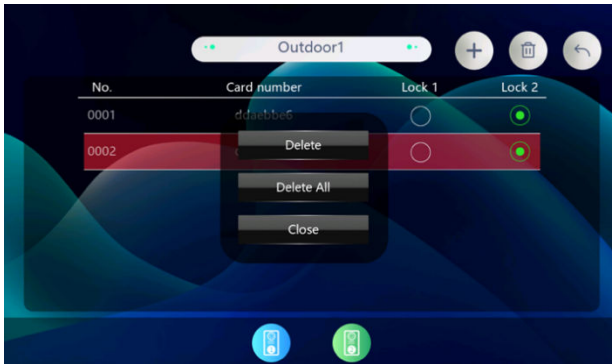 Outdoor1
No. Card number Lock 1 Lock 2
0001 ddaebbe6
0002
Delete
Delete All
Close